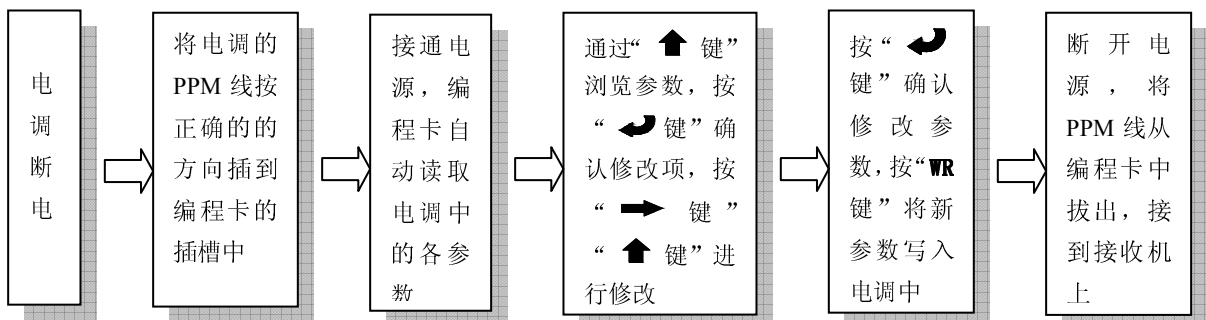 电
调
断
电
将电调的
PPM 线按
正确的的
方向插到
编程卡的
插槽中
接通电
源，编
程卡自
动读取
电调中
的各参
数
通过“⬆键”
浏览参数，按
“⮐键”确
认修改项，按
“➡键”
“⬆键”进
行修改
按“⮐
键”确认
修改参
数，按“WR
键”将新
参数写入
电调中
断开电
源，将
PPM 线从
编程卡中
拔出，接
到接收机
上